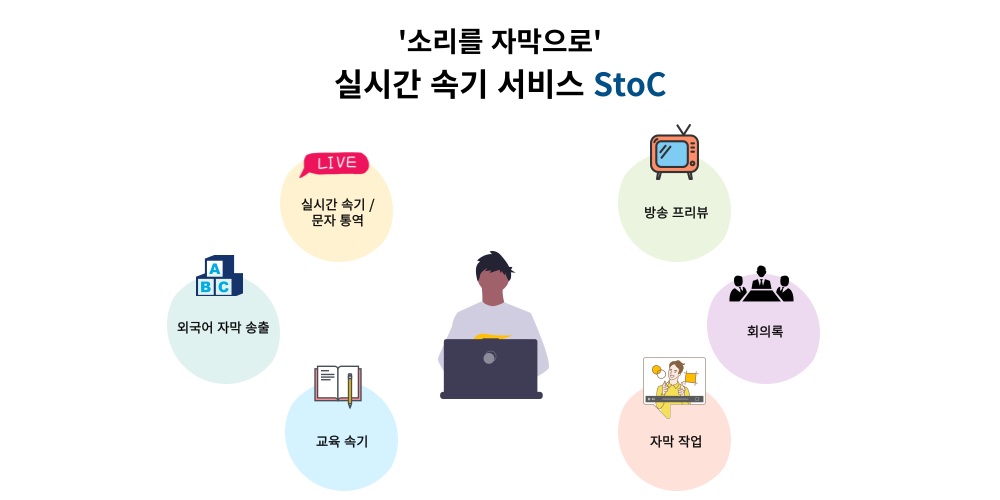 '소리를 자막으로'
실시간 속기 서비스 StoC
LIVE
실시간 속기 /
문자 통역
방송 프리뷰
A
B C
외국어 자막 송출
회의록
교육 속기
자막 작업